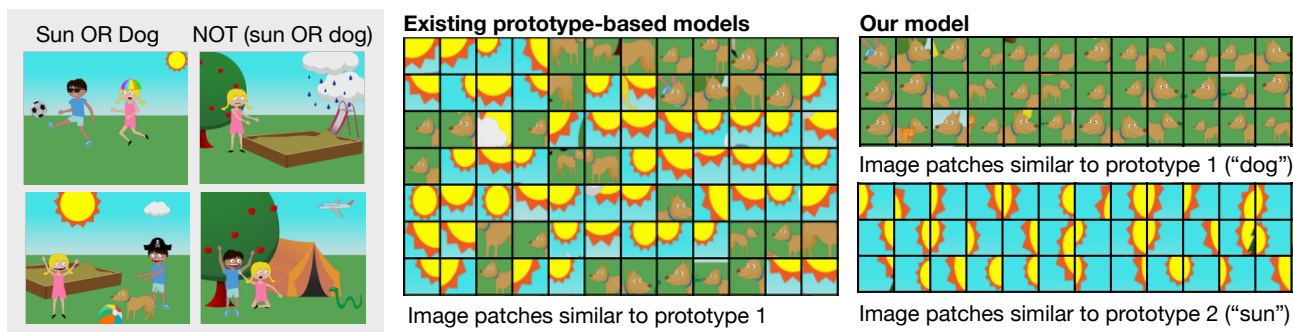 Sun OR Dog
NOT (sun OR dog)
Existing prototype-based models
Image patches similar to prototype 1
Our model
Image patches similar to prototype 1 (“dog”)
Image patches similar to prototype 2 (“sun”)